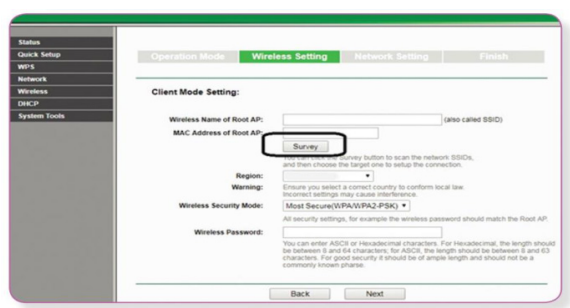 Status
Quick Setup
WPS
Network
Wireless
DHCP
System Tools
Operation Mode Wireless Setting Network Setting Finish
Client Mode Setting:
Wireless Name of Root AP: (also called SSID)
MAC Address of Root AP:
Survey
You can click the Survey button to scan the network SSIDs,
and then choose the target one to setup the connection.
Region:
Warning: Ensure you select a correct country to conform local law.
Incorrect settings may cause interference.
Wireless Security Mode: Most Secure(WPA/WPA2-PSK)
All security settings, for example the wireless password should match the Root AP.
Wireless Password:
You can enter ASCII or Hexadecimal characters. For Hexadecimal, the length should
be between 8 and 64 characters; for ASCII, the length should be between 8 and 63
characters. For good security it should be of ample length and should not be a
commonly known pharse.
Back Next